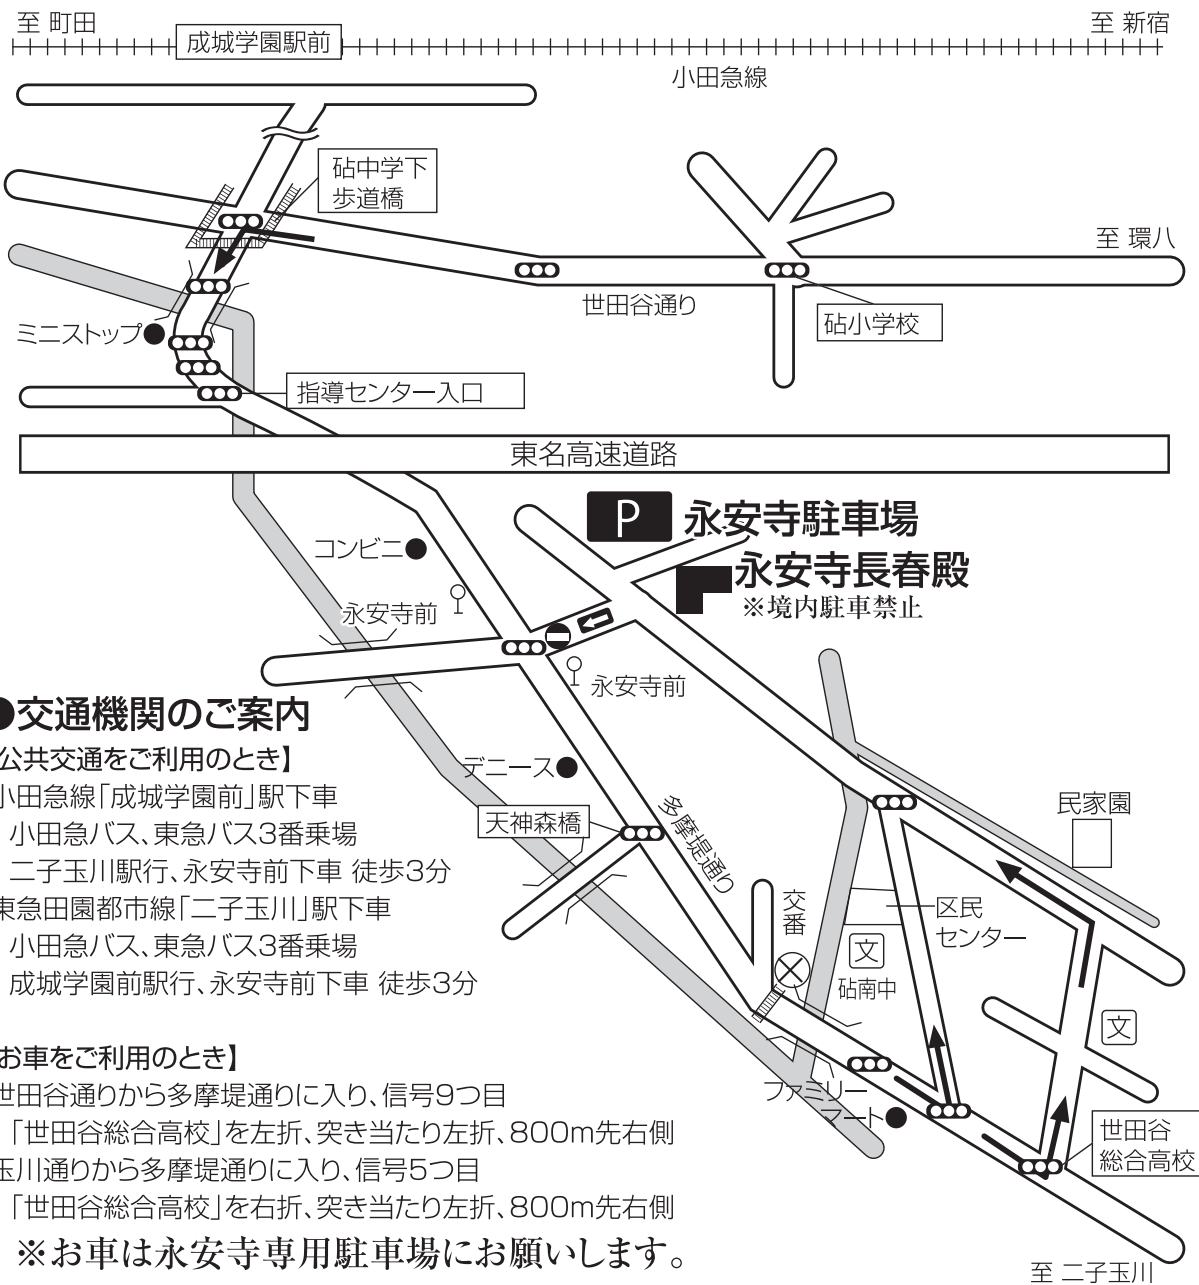 至 町田
至 新宿
成城学園駅前
小田急線
砧中学下
歩道橋
至 環八
世田谷通り
砧小学校
ミニストップ
指導センター入口
東名高速道路
P 永安寺駐車場
永安寺長春殿
※境内駐車禁止
コンビニ
永安寺前
永安寺前
デニース
天神森橋
多摩堤通り
民家園
交番
区民
センター
文
砧南中
文
ファミリー
マート
世田谷
総合高校
至 二子玉川
●交通機関のご案内
公共交通をご利用のとき】
小田急線「成城学園前」駅下車
小田急バス、東急バス3番乗場
二子玉川駅行、永安寺前下車 徒歩3分
東急田園都市線「二子玉川」駅下車
小田急バス、東急バス3番乗場
成城学園前駅行、永安寺前下車 徒歩3分
お車をご利用のとき】
世田谷通りから多摩堤通りに入り、信号9つ目
「世田谷総合高校」を左折、突き当たり左折、800m先右側
玉川通りから多摩堤通りに入り、信号5つ目
「世田谷総合高校」を右折、突き当たり左折、800m先右側
※お車は永安寺専用駐車場にお願いします。